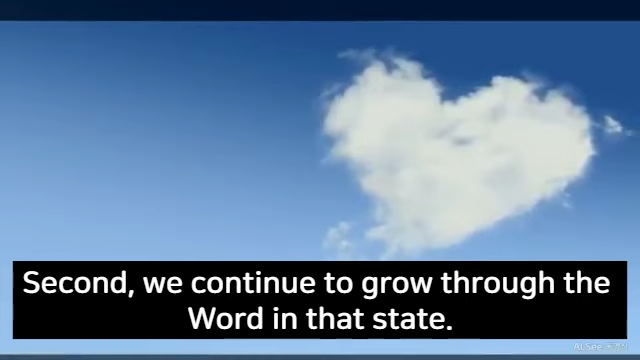 Second, we continue to grow through the
Word in that state.